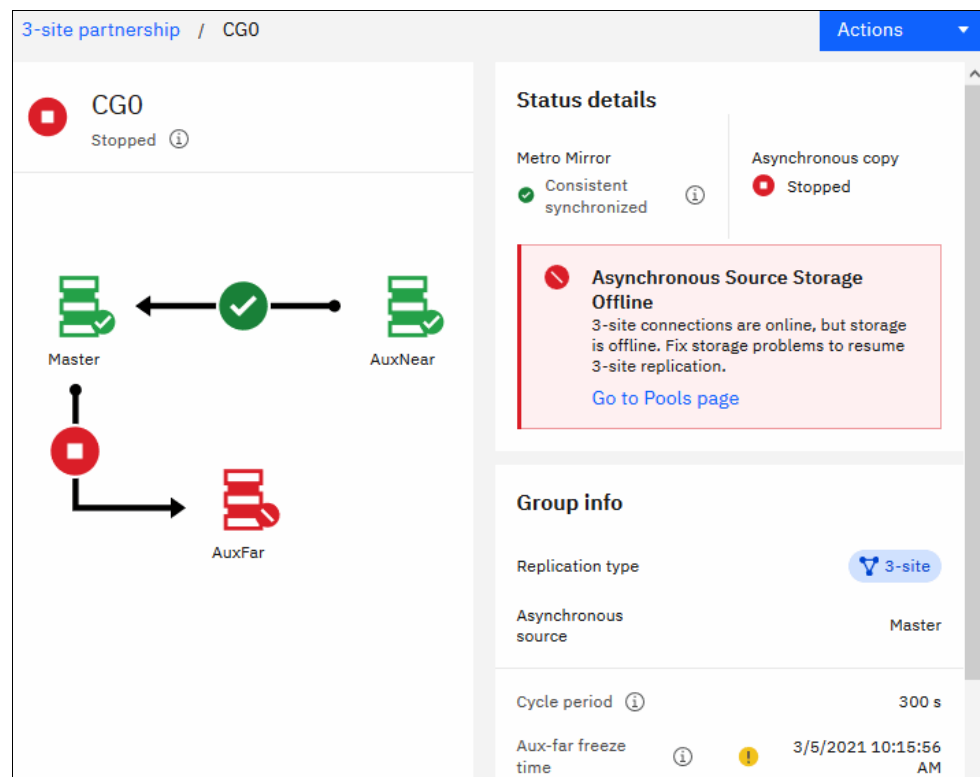 3-site partnership / CG0
Actions
CG0
Stopped
Master
AuxNear
AuxFar
Status details
Metro Mirror
Consistent
synchronized
Asynchronous copy
Stopped
Asynchronous Source Storage
Offline
3-site connections are online, but storage
is offline. Fix storage problems to resume
3-site replication.
Go to Pools page
Group info
Replication type
3-site
Asynchronous
source
Master
Cycle period
300 s
Aux-far freeze
time
3/5/2021 10:15:56
AM